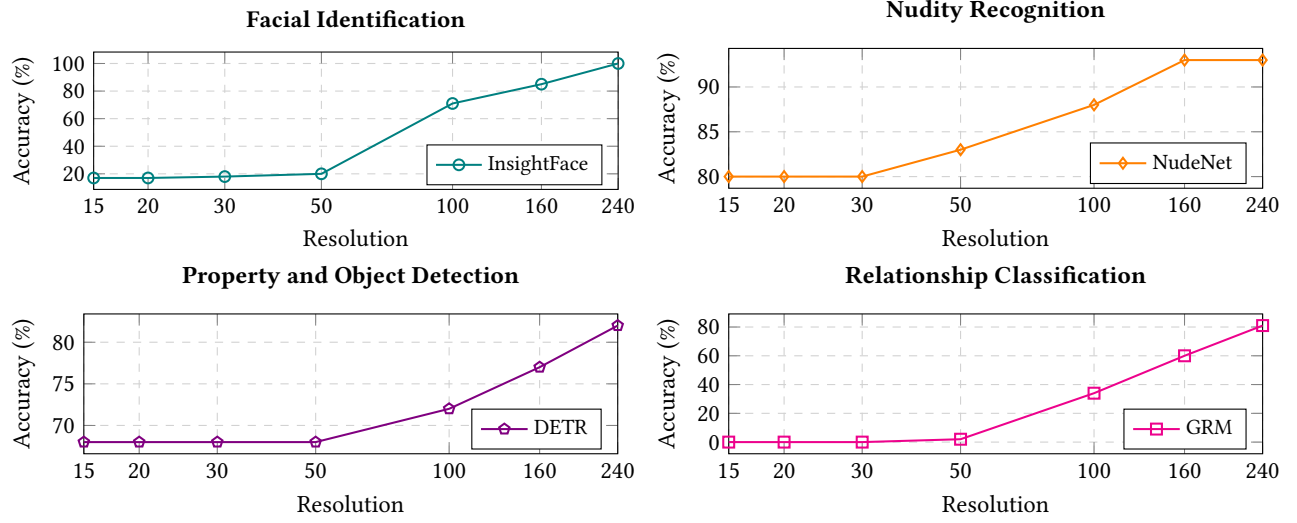 Facial Identification
Accuracy (%)
100
80
60
40
20
InsightFace
15 20 30 50 100 160 240
Resolution
Nudity Recognition
Accuracy (%)
90
85
80
NudeNet
15 20 30 50 100 160 240
Resolution
Property and Object Detection
Accuracy (%)
80
75
70
DETR
15 20 30 50 100 160 240
Resolution
Relationship Classification
Accuracy (%)
80
60
40
20
0
GRM
15 20 30 50 100 160 240
Resolution